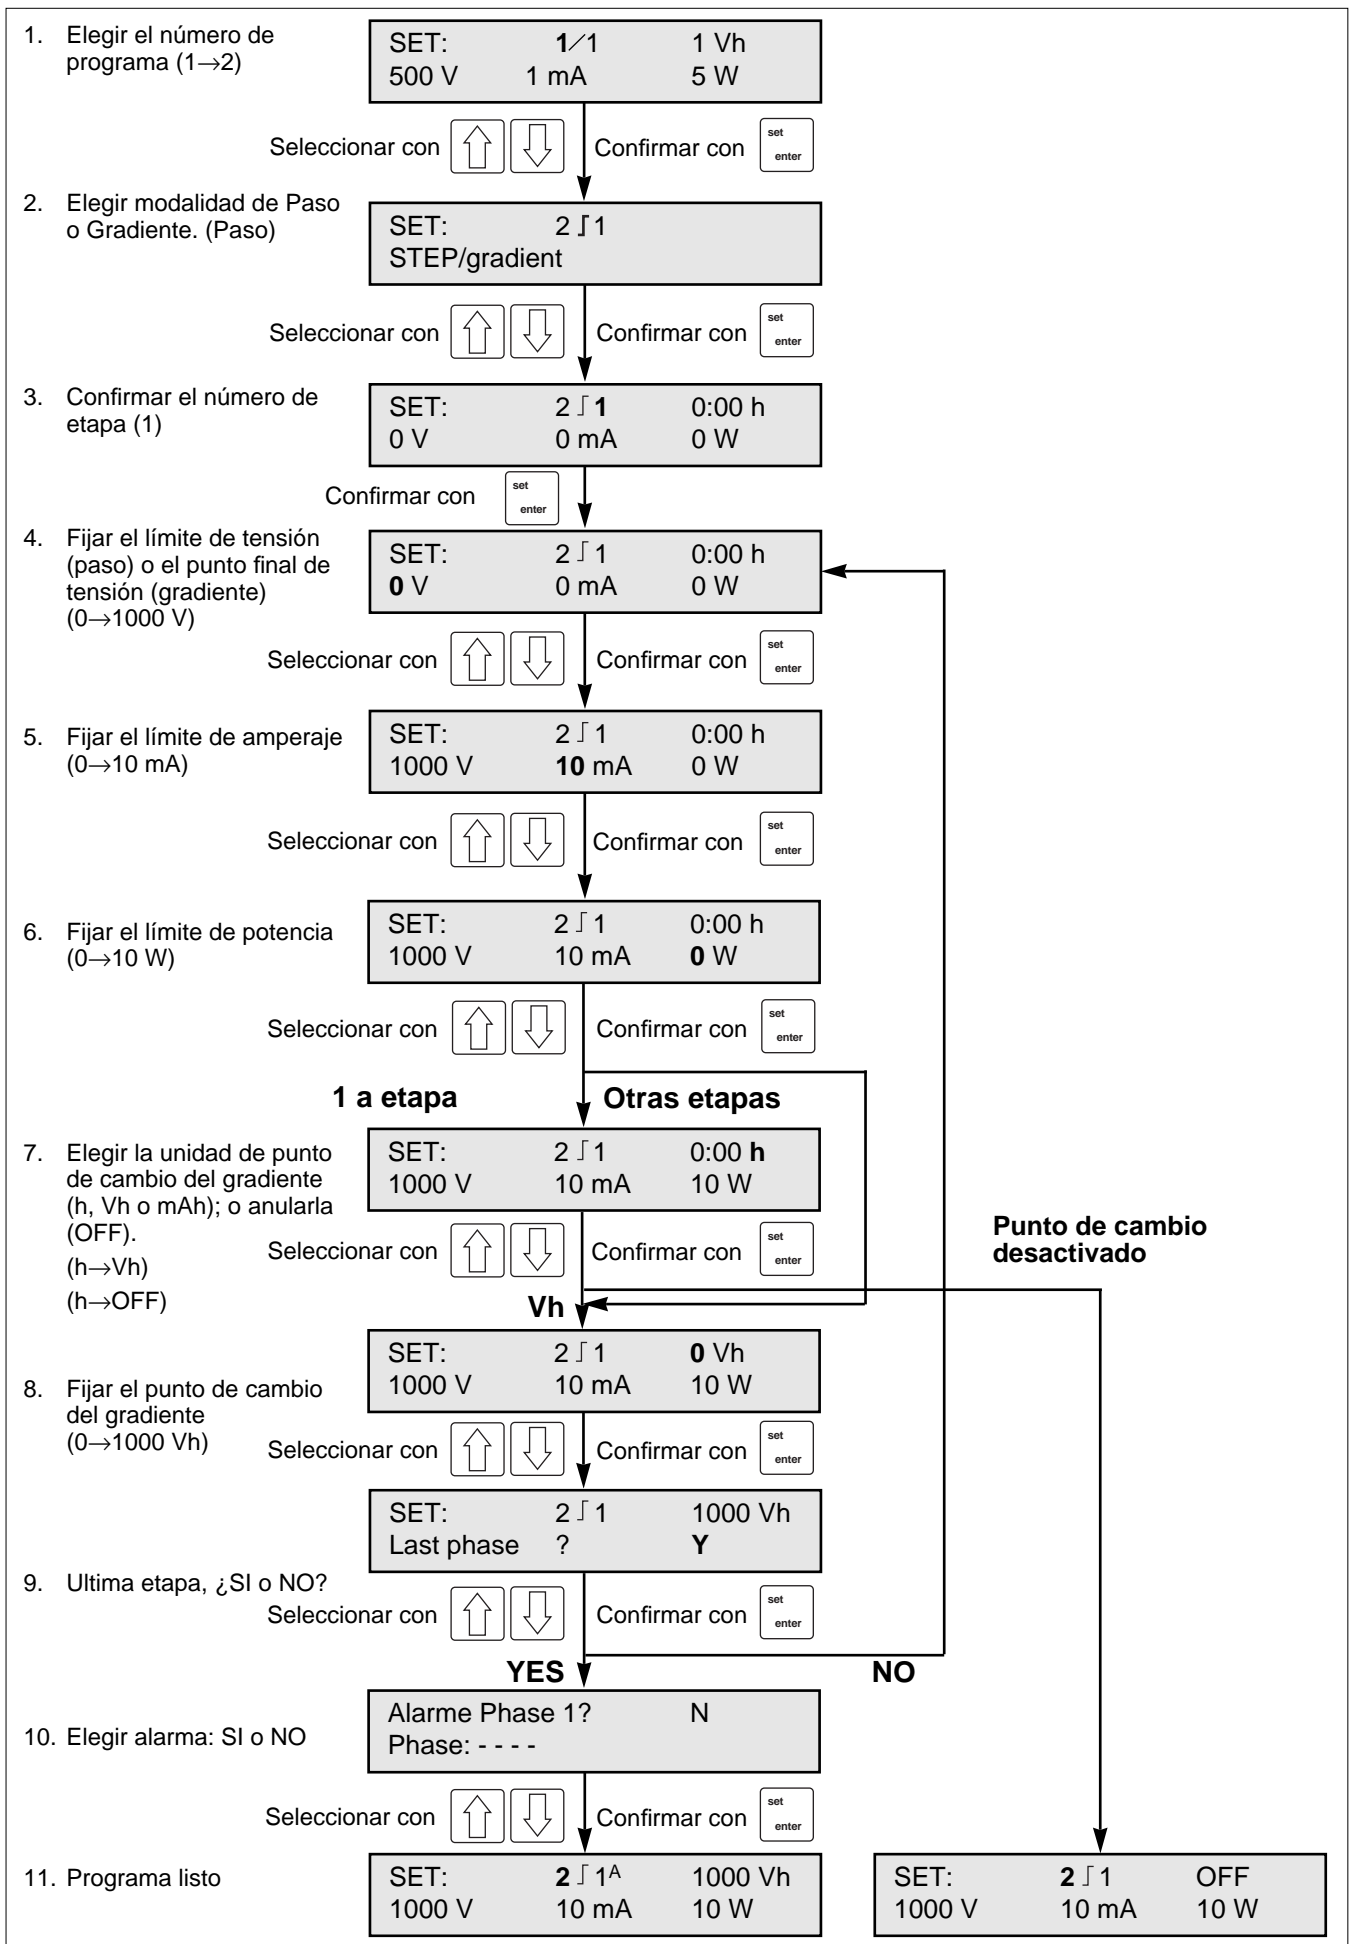 1. Elegir el número de
programa (1→2)
SET: 1/1 1 Vh
500 V 1 mA 5 W
Seleccionar con Confirmar con set enter
2. Elegir modalidad de Paso
o Gradiente. (Paso)
SET: 2 ⌠ 1
STEP/gradient
Seleccionar con Confirmar con set enter
3. Confirmar el número de
etapa (1)
SET: 2 ⌠ 1 0:00 h
0 V 0 mA 0 W
Confirmar con set enter
4. Fijar el límite de tensión
(paso) o el punto final de
tensión (gradiente)
(0→1000 V)
SET: 2 ⌠ 1 0:00 h
0 V 0 mA 0 W
Seleccionar con Confirmar con set enter
5. Fijar el límite de amperaje
(0→10 mA)
SET: 2 ⌠ 1 0:00 h
1000 V 10 mA 0 W
Seleccionar con Confirmar con set enter
6. Fijar el límite de potencia
(0→10 W)
SET: 2 ⌠ 1 0:00 h
1000 V 10 mA 0 W
Seleccionar con Confirmar con set enter
1 a etapa Otras etapas
7. Elegir la unidad de punto
de cambio del gradiente
(h, Vh o mAh); o anularla
(OFF).
(h→Vh)
(h→OFF)
SET: 2 ⌠ 1 0:00 h
1000 V 10 mA 10 W
Seleccionar con Confirmar con set enter
Punto de cambio
desactivado
Vh
SET: 2 ⌠ 1 0 Vh
1000 V 10 mA 10 W
8. Fijar el punto de cambio
del gradiente
(0→1000 Vh)
Seleccionar con Confirmar con set enter
SET: 2 ⌠ 1 1000 Vh
Last phase ? Y
9. Ultima etapa, ¿SI o NO?
Seleccionar con Confirmar con set enter
YES NO
Alarme Phase 1? N
Phase: - - - -
10. Elegir alarma: SI o NO
Seleccionar con Confirmar con set enter
11. Programa listo
SET: 2 ⌠ 1ᴬ 1000 Vh
1000 V 10 mA 10 W
SET: 2 ⌠ 1 OFF
1000 V 10 mA 10 W